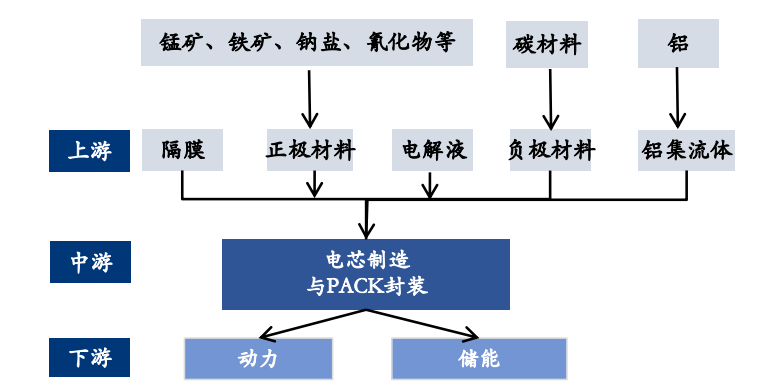 锰矿、铁矿、钠盐、氰化物等
碳材料
铝
上游
隔膜
正极材料
电解液
负极材料
铝集流体
中游
电芯制造
与PACK封装
下游
动力
储能